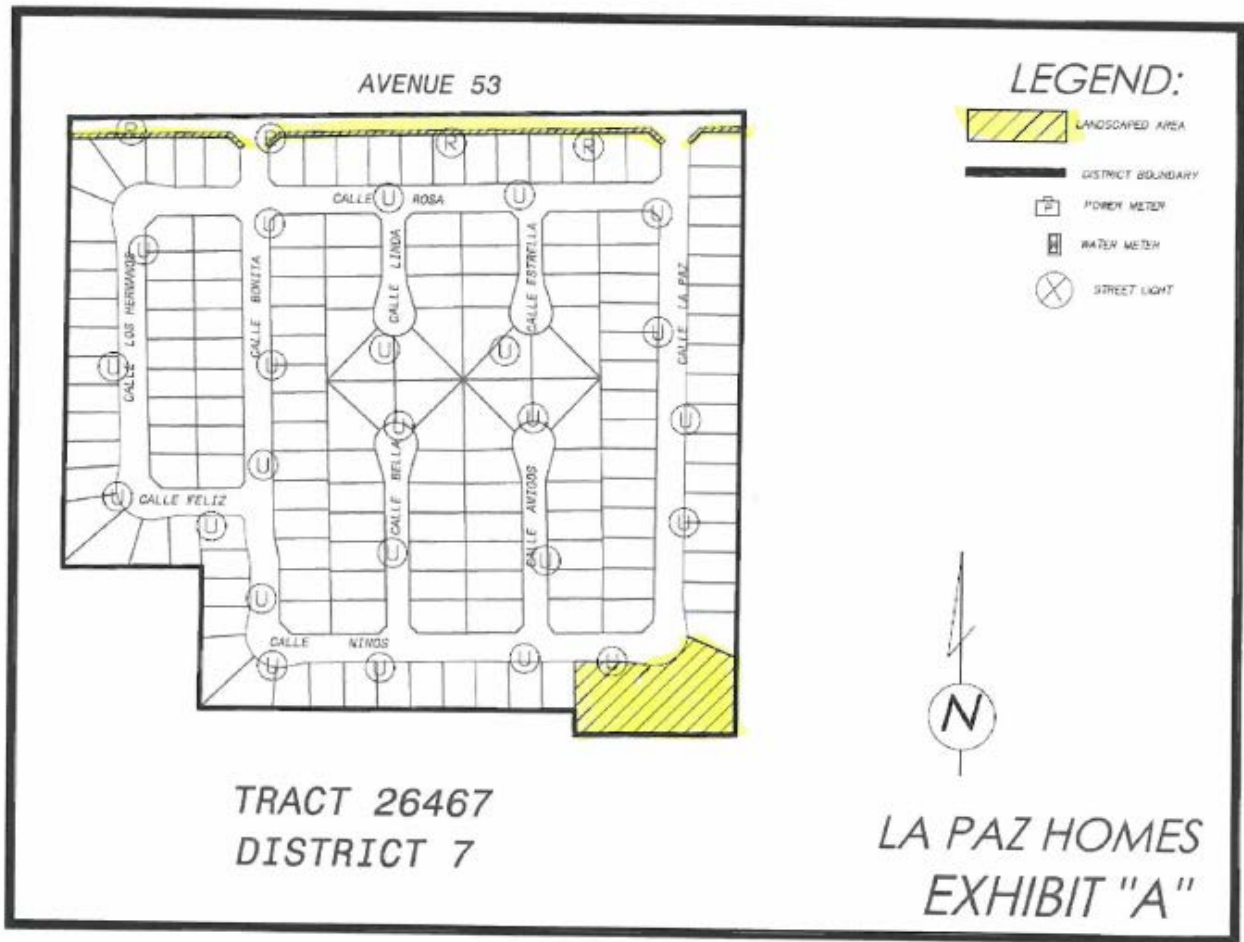 AVENUE 53
LEGEND:
LANDSCAPED AREA
DISTRICT BOUNDARY
P
POWER METER
WATER METER
X
STREET LIGHT
R
R
R
R
CALLE U ROSA
U
U
U
U
CALLE LOS HERMANOS
CALLE BONITA
CALLE LINDA
CALLE ESTRELLA
CALLE LA PAZ
U
U
U
U
U
U
U
U
U
U
CALLE FELIZ
U
U
CALLE BELLA
CALLE AMIGOS
U
U
U
U
CALLE NINOS
U
U
U
U
N
TRACT 26467
DISTRICT 7
LA PAZ HOMES
EXHIBIT "A"